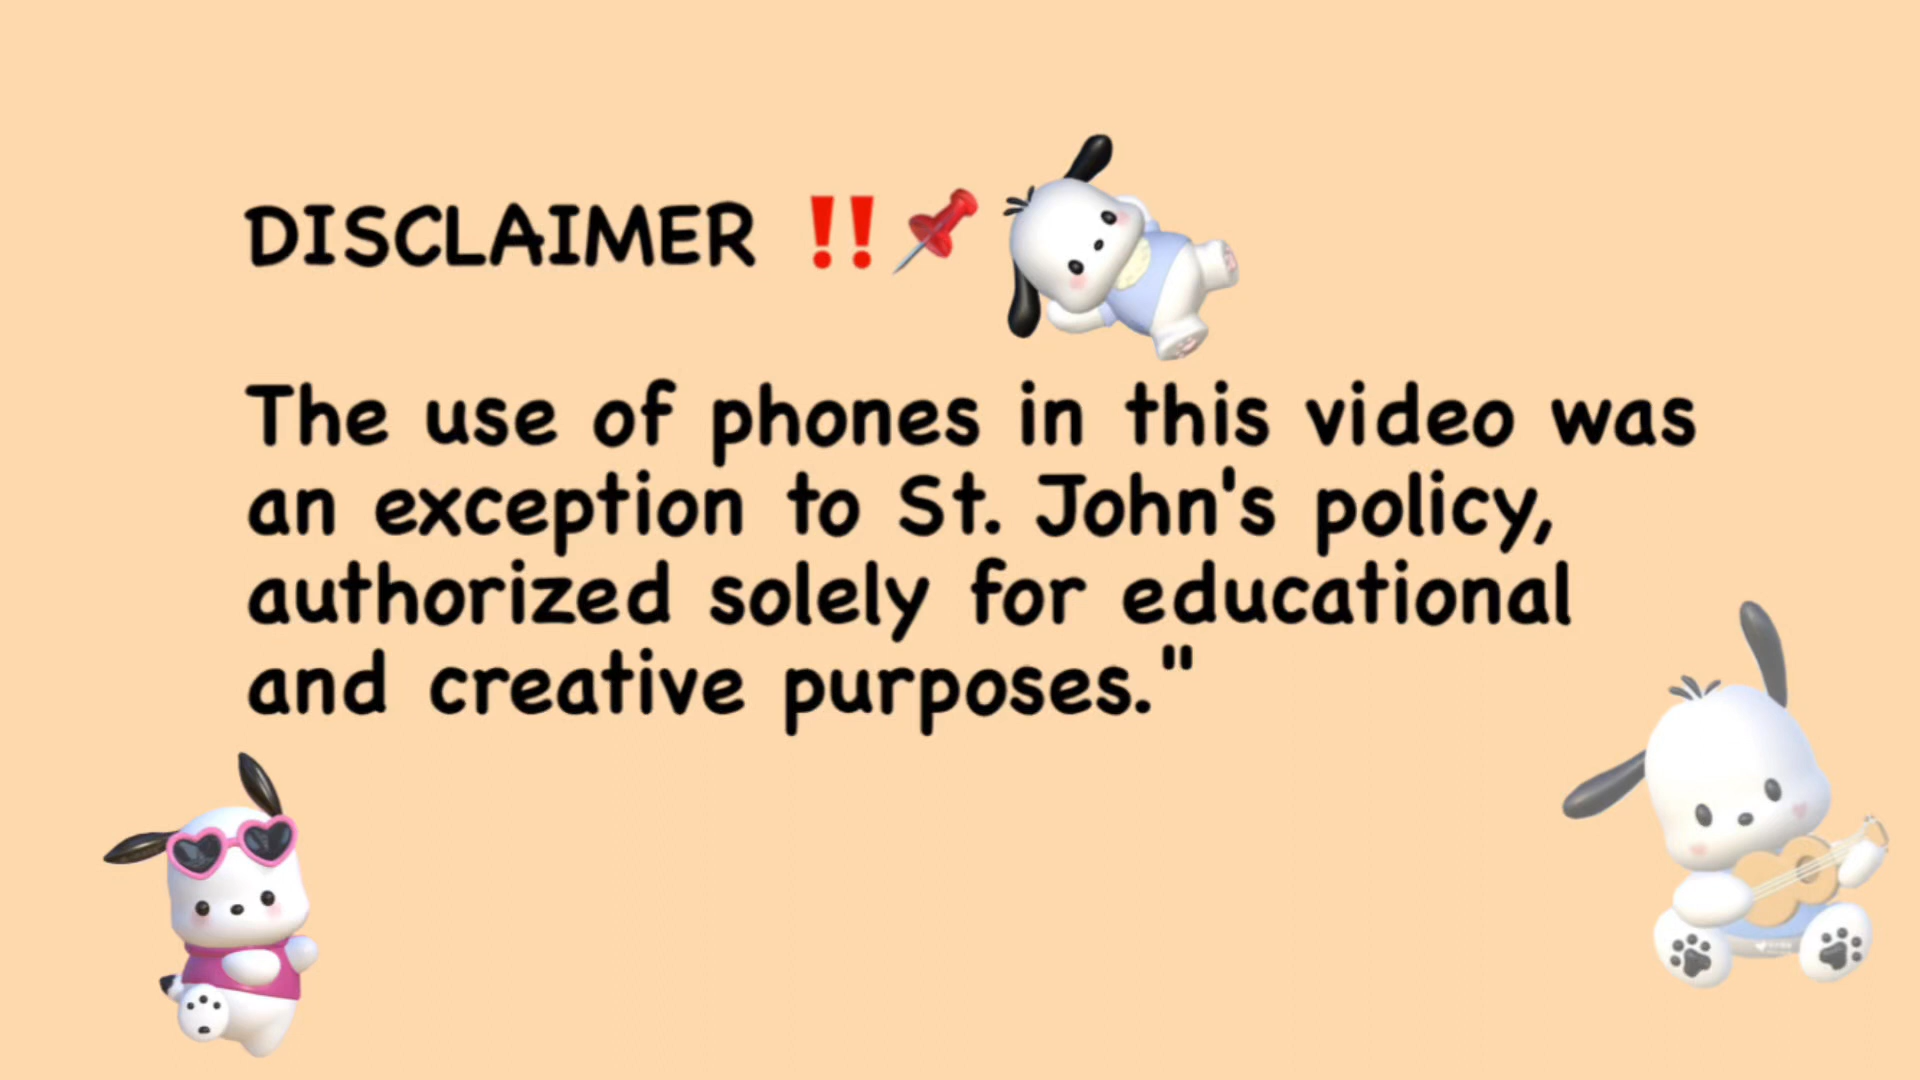 DISCLAIMER ‼️📌
The use of phones in this video was
an exception to St. John's policy,
authorized solely for educational
and creative purposes."